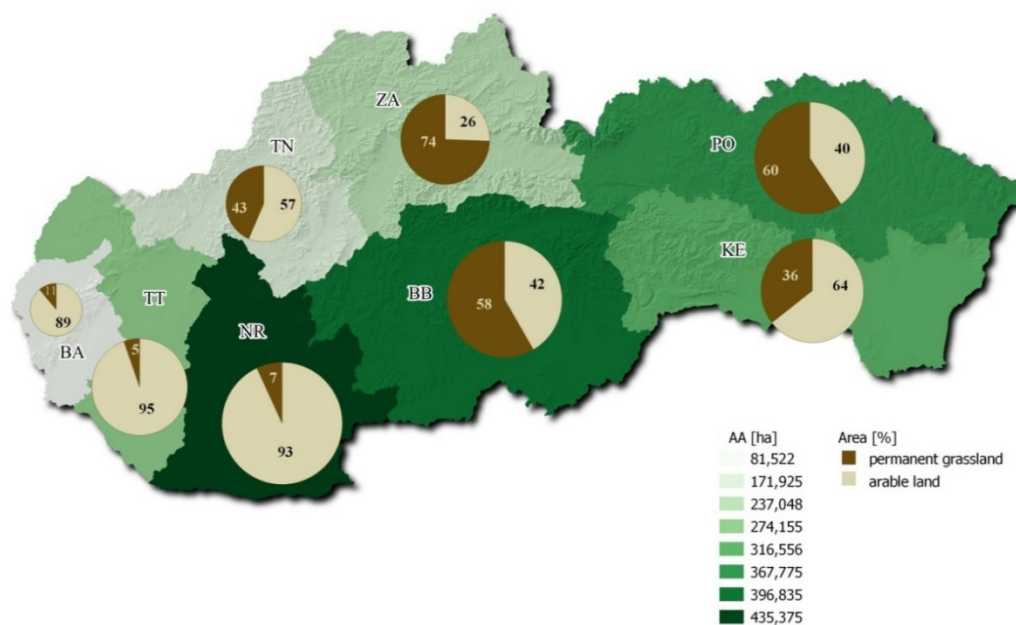 ZA
26
74
TN
43
57
PO
40
60
KE
36
64
BB
42
58
TT
11
89
BA
5
95
NR
7
93
AA [ha]
81,522
171,925
237,048
274,155
316,556
367,775
396,835
435,375
Area [%]
permanent grassland
arable land